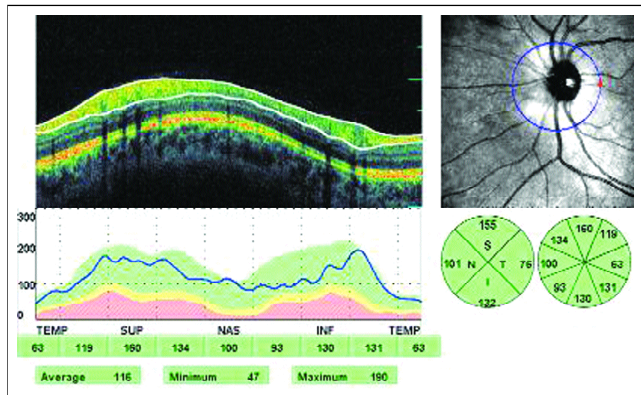 300
200
100
0
TEMP SUP NAS INF TEMP
63 119 160 134 100 93 130 131 63
Average 116 Minimum 47 Maximum 190
155
S
101 N T 76
I
122
160
134 119
100 63
93 131
130